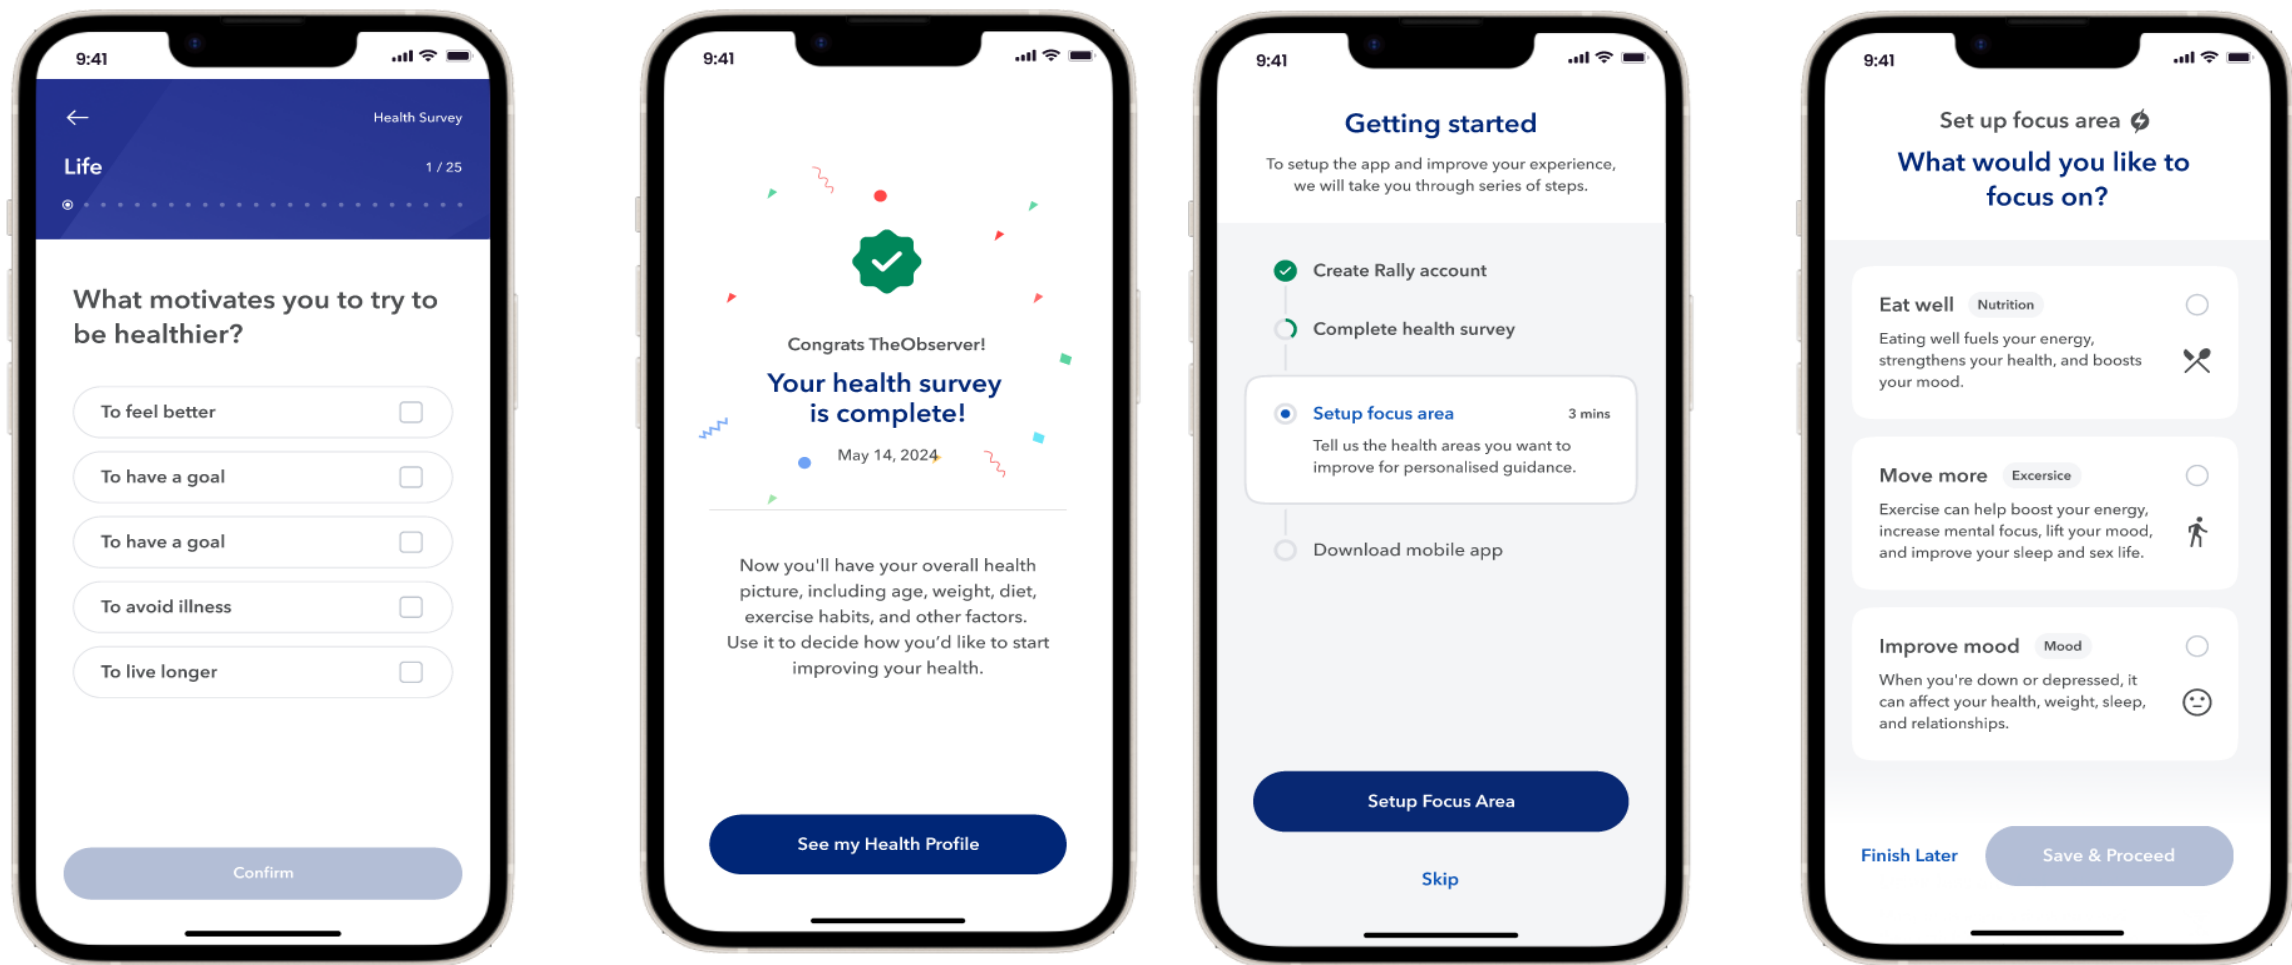 9:41
Health Survey
Life
1 / 25
What motivates you to try to
be healthier?
To feel better
To have a goal
To have a goal
To avoid illness
To live longer
Confirm
9:41
Congrats TheObserver!
Your health survey
is complete!
May 14, 2024
Now you'll have your overall health
picture, including age, weight, diet,
exercise habits, and other factors.
Use it to decide how you'd like to start
improving your health.
See my Health Profile
9:41
Getting started
To setup the app and improve your experience,
we will take you through series of steps.
Create Rally account
Complete health survey
Setup focus area
3 mins
Tell us the health areas you want to
improve for personalised guidance.
Download mobile app
Setup Focus Area
Skip
9:41
Set up focus area
What would you like to
focus on?
Eat well Nutrition
Eating well fuels your energy,
strengthens your health, and boosts
your mood.
Move more Excersice
Exercise can help boost your energy,
increase mental focus, lift your mood,
and improve your sleep and sex life.
Improve mood Mood
When you're down or depressed, it
can affect your health, weight, sleep,
and relationships.
Finish Later
Save & Proceed